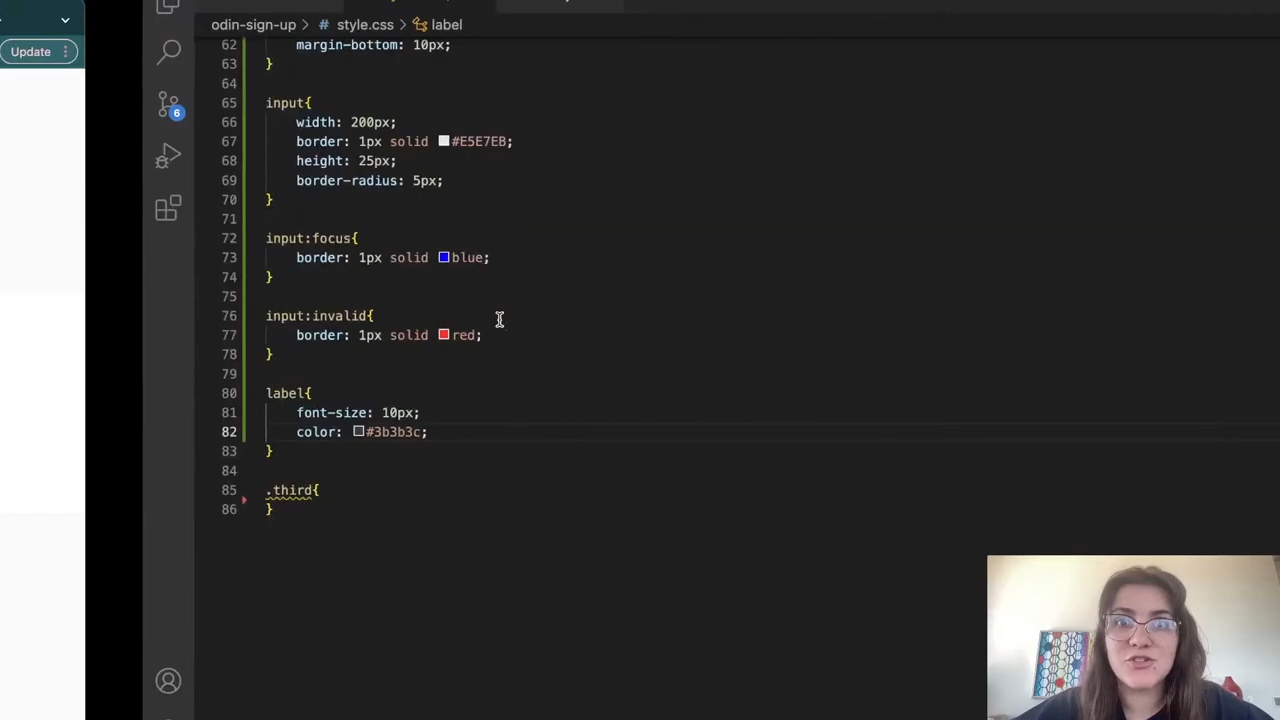 Update
6
odin-sign-up > # style.css > label
62 margin-bottom: 10px;
63 }
64
65 input{
66 width: 200px;
67 border: 1px solid #E5E7EB;
68 height: 25px;
69 border-radius: 5px;
70 }
71
72 input:focus{
73 border: 1px solid blue;
74 }
75
76 input:invalid{
77 border: 1px solid red;
78 }
79
80 label{
81 font-size: 10px;
82 color: #3b3b3c;
83 }
84
85 .third{
86 }